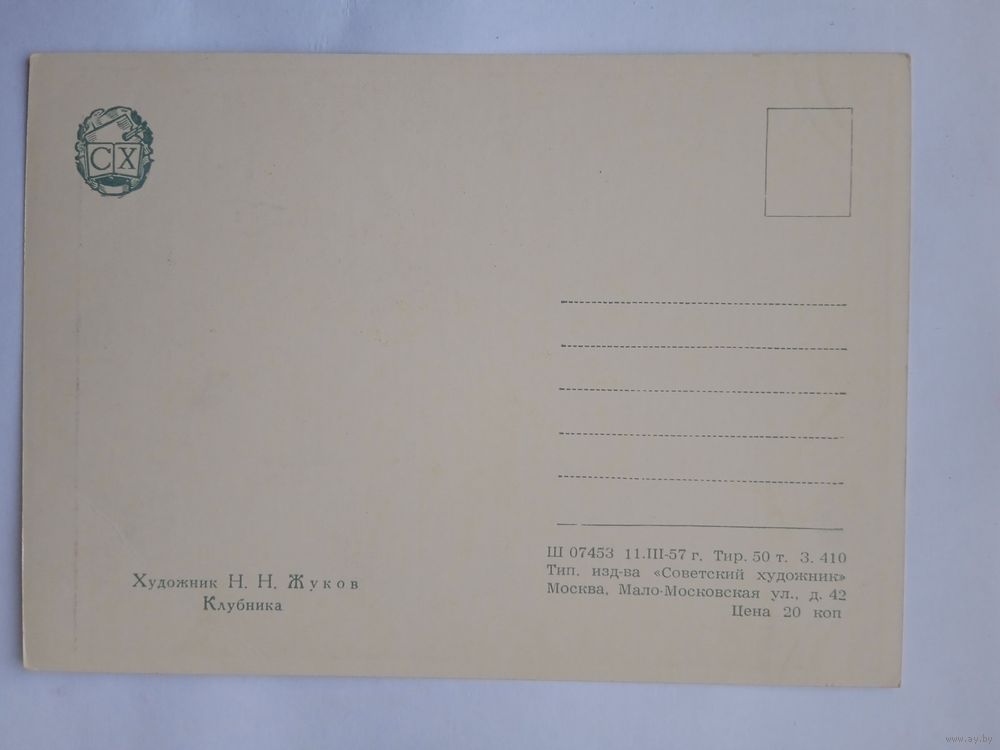 СХ
Художник Н. Н. Жуков
Клубника
Ш 07453 11.III-57 г. Тир. 50 т. З. 410
Тип. изд-ва «Советский художник»
Москва, Мало-Московская ул., д. 42
Цена 20 коп
www.ay.by